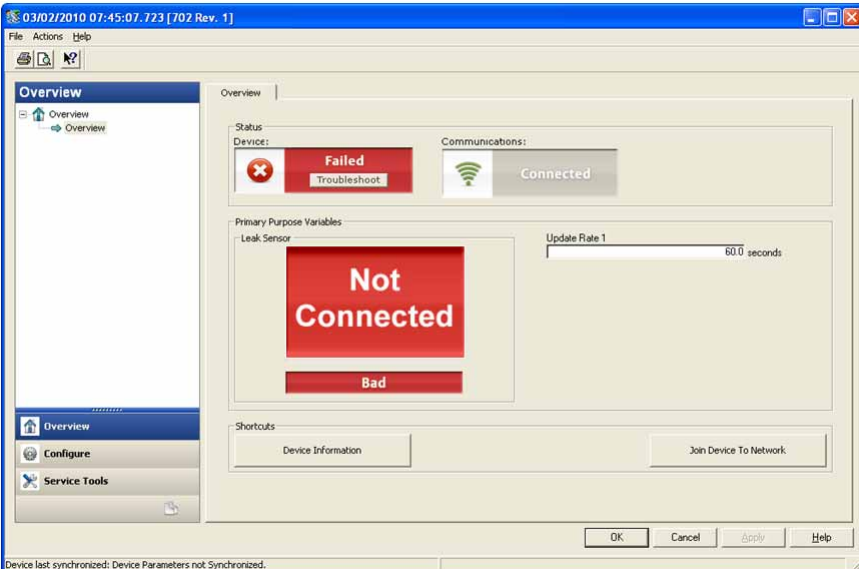 03/02/2010 07:45:07.723 [702 Rev. 1]
File Actions Help
Overview
Overview
Overview
Overview
Configure
Service Tools
Overview
Status
Device:
Failed
Troubleshoot
Communications:
Connected
Primary Purpose Variables
Leak Sensor
Not
Connected
Bad
Update Rate 1
60.0 seconds
Shortcuts
Device Information
Join Device To Network
OK Cancel Apply Help
Device last synchronized: Device Parameters not Synchronized.